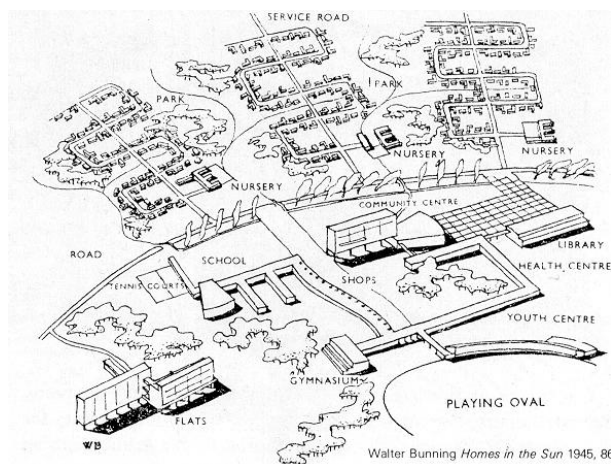 SERVICE ROAD
PARK
PARK
NURSERY
NURSERY
NURSERY
COMMUNITY CENTRE
LIBRARY
ROAD
SCHOOL
SHOPS
HEALTH CENTRE
TENNIS COURTS
YOUTH CENTRE
GYMNASIUM
PLAYING OVAL
FLATS
WB
Walter Bunning Homes in the Sun 1945,